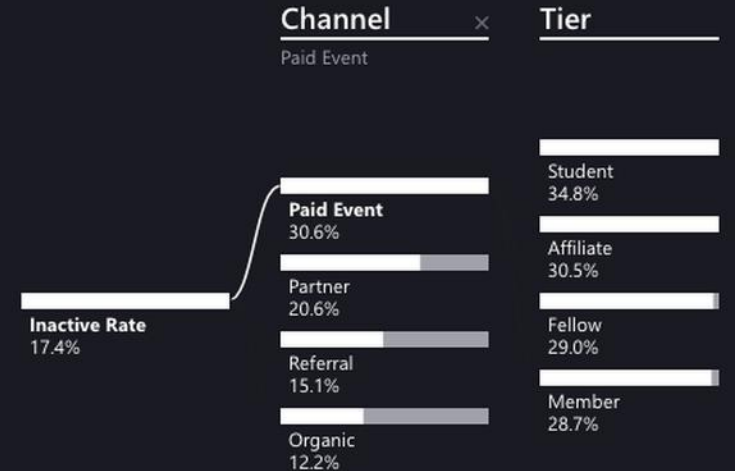 Channel
×
Paid Event
Tier
Inactive Rate
17.4%
Paid Event
30.6%
Partner
20.6%
Referral
15.1%
Organic
12.2%
Student
34.8%
Affiliate
30.5%
Fellow
29.0%
Member
28.7%